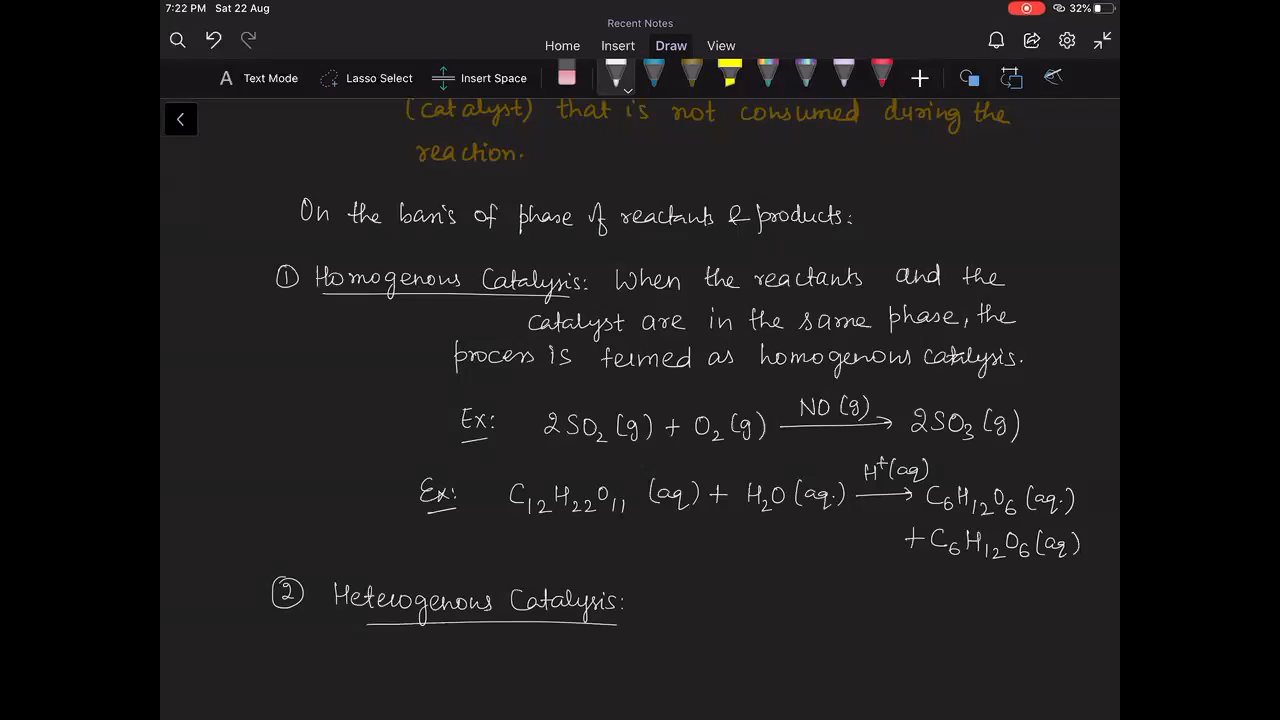 7:22 PM Sat 22 Aug
32%
Recent Notes
Home Insert Draw View
A Text Mode Lasso Select Insert Space
(catalyst) that is not consumed during the
reaction.
On the basis of phase of reactants & products:
① Homogenous Catalysis: When the reactants and the
catalyst are in the same phase, the
process is termed as homogenous catalysis.
Ex: 2SO₂ (g) + O₂ (g) —NO (g)→ 2SO₃ (g)
Ex: C₁₂H₂₂O₁₁ (aq) + H₂O (aq.) —H⁺(aq)→ C₆H₁₂O₆ (aq.)
+ C₆H₁₂O₆ (aq)
② Heterogenous Catalysis: